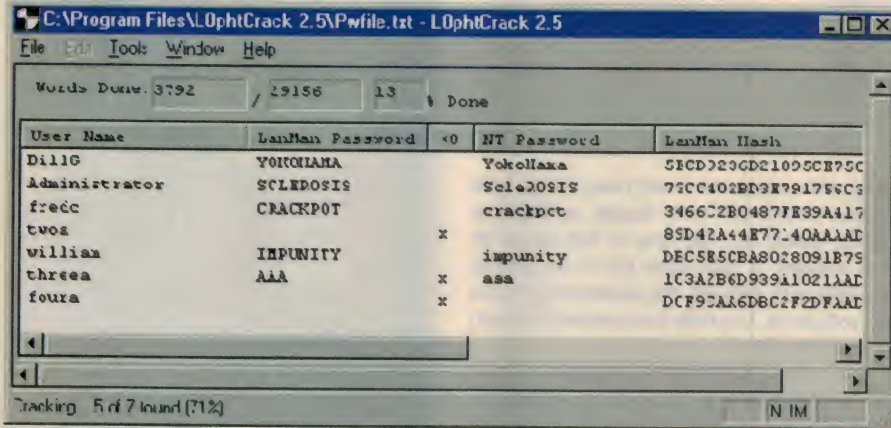 C:\Program Files\L0phtCrack 2.5\Pwfile.txt - L0phtCrack 2.5
File Edit Tools Window Help
Words Done: 3792 / 29156 13 % Done
User Name LanMan Password <8 NT Password LanMan Hash
BillG YOKOHAMA YokoHama
Administrator SCLEROSIS ScleROSIS
fredc CRACKPOT crackpot
twoa x
william IMPUNITY impunity
threea AAA x aaa
foura x
Cracking 5 of 7 found (71%) NUM